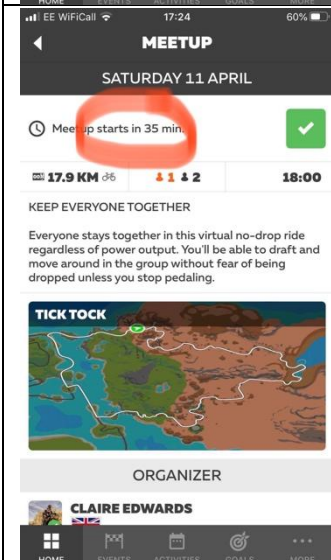 HOME EVENTS ACTIVITIES GOALS MORE
EE WiFiCall 17:24 60%
MEETUP
SATURDAY 11 APRIL
Meetup starts in 35 min.
17.9 KM 1 2 18:00
KEEP EVERYONE TOGETHER
Everyone stays together in this virtual no-drop ride
regardless of power output. You'll be able to draft and
move around in the group without fear of being
dropped unless you stop pedaling.
TICK TOCK
ORGANIZER
CLAIRE EDWARDS
HOME EVENTS ACTIVITIES GOALS MORE